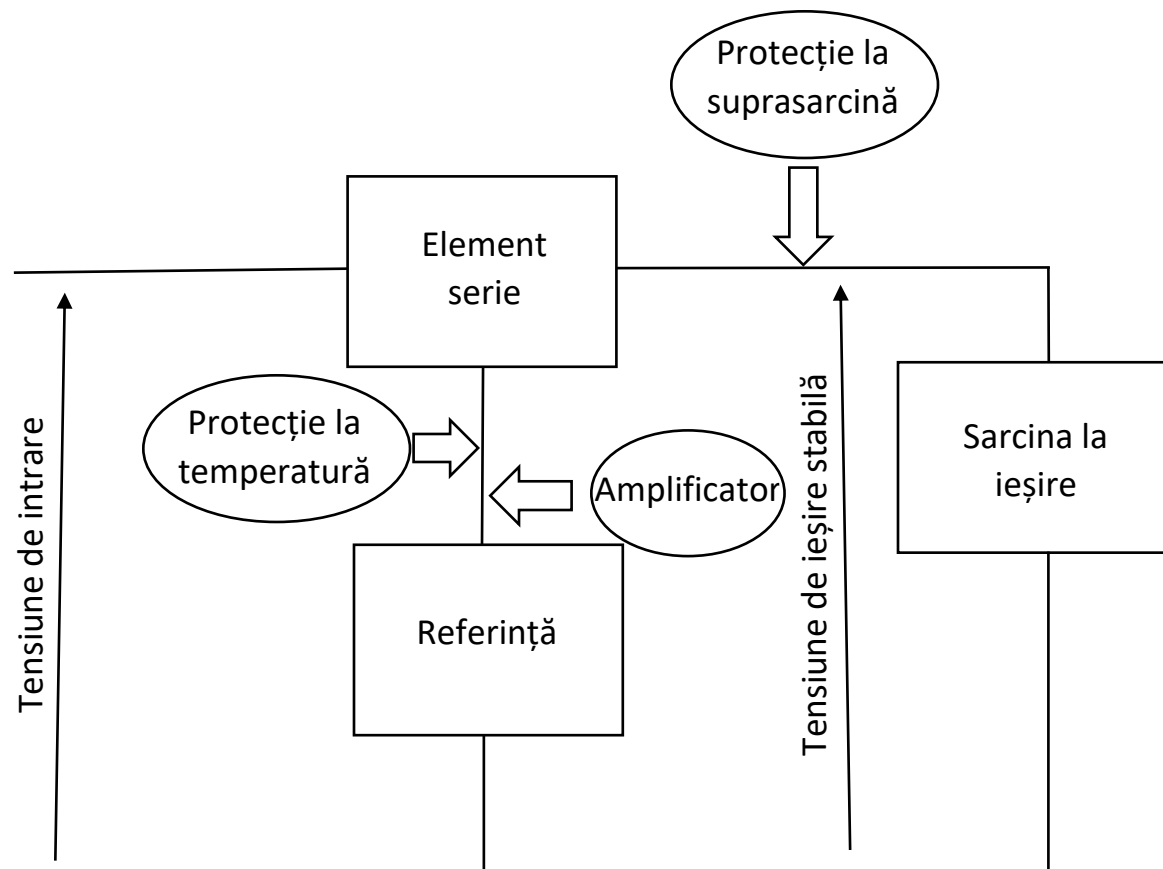 Protecție la
suprasarcină
Element
serie
Protecție la
temperatură
Amplificator
Sarcina la
ieșire
Referință
Tensiune de intrare
Tensiune de ieșire stabilă